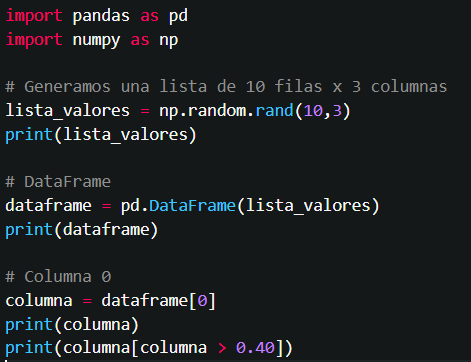 import pandas as pd
import numpy as np
# Generamos una lista de 10 filas x 3 columnas
lista_valores = np.random.rand(10,3)
print(lista_valores)
# DataFrame
dataframe = pd.DataFrame(lista_valores)
print(dataframe)
# Columna 0
columna = dataframe[0]
print(columna)
print(columna[columna > 0.40])